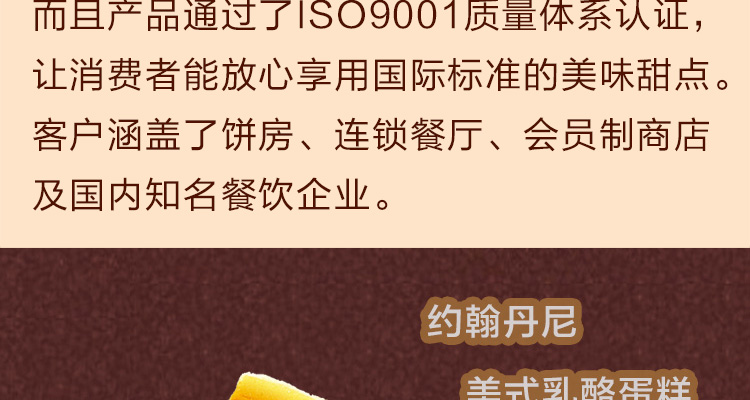 而且产品通过了ISO9001质量体系认证，
让消费者能放心享用国际标准的美味甜点。
客户涵盖了饼房、连锁餐厅、会员制商店
及国内知名餐饮企业。
约翰丹尼
美式乳酪蛋糕